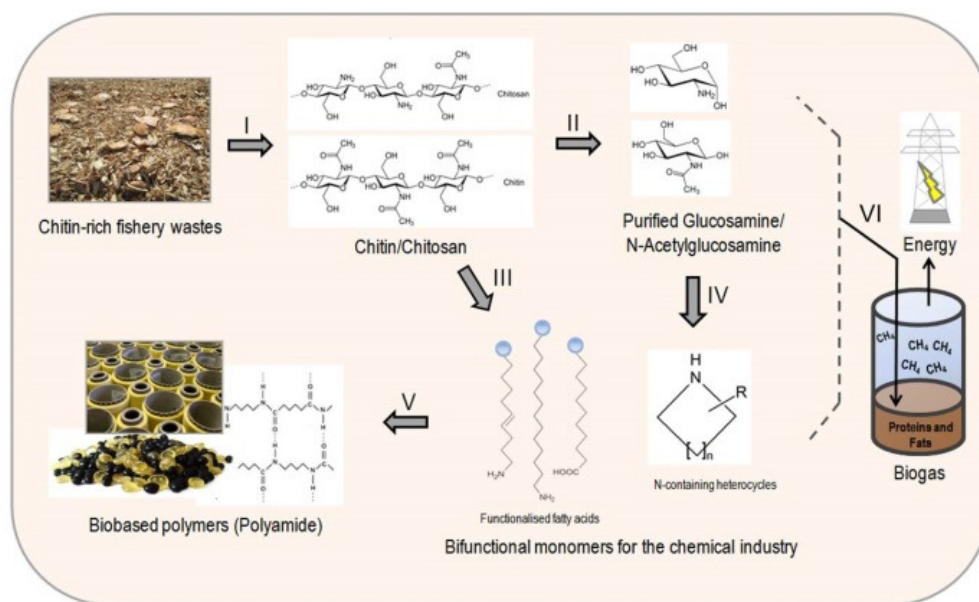 I
II
III
IV
V
VI
Chitosan
Chitin
Chitin-rich fishery wastes
Chitin/Chitosan
Purified Glucosamine/
N-Acetylglucosamine
Energy
CH₄
CH₄ CH₄
CH₄ CH₄
Proteins and
Fats
Biogas
H
N
R
[ ]n
N-containing heterocycles
H₂N
NH₂
HOOC
Functionalised fatty acids
Bifunctional monomers for the chemical industry
Biobased polymers (Polyamide)